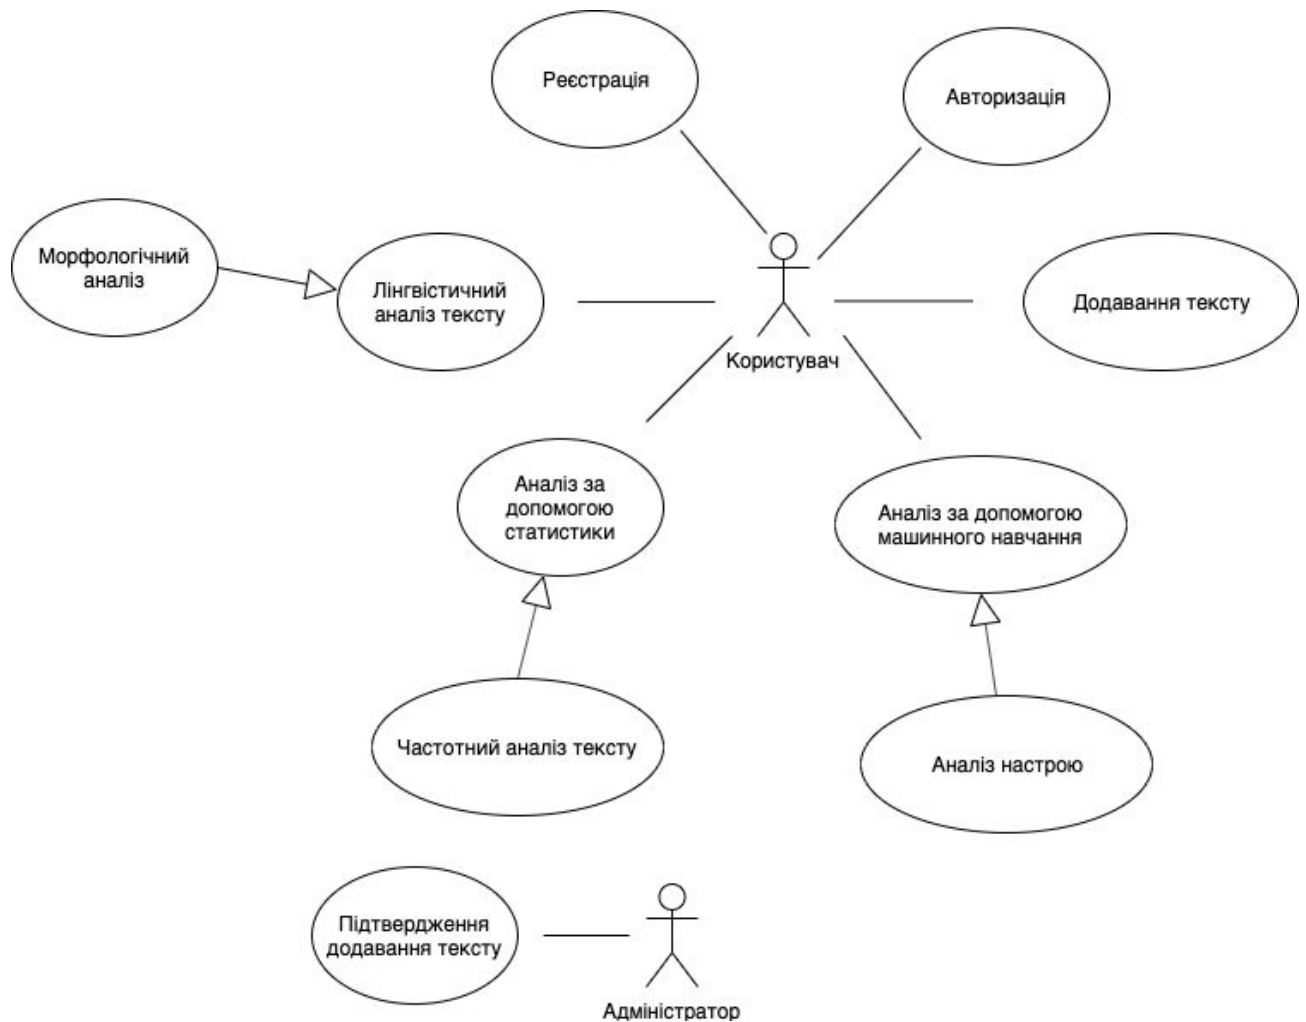 Реєстрація
Авторизація
Морфологічний
аналіз
Лінгвістичний
аналіз тексту
Додавання тексту
Користувач
Аналіз за
допомогою
статистики
Аналіз за допомогою
машинного навчання
Частотний аналіз тексту
Аналіз настрою
Підтвердження
додавання тексту
Адміністратор